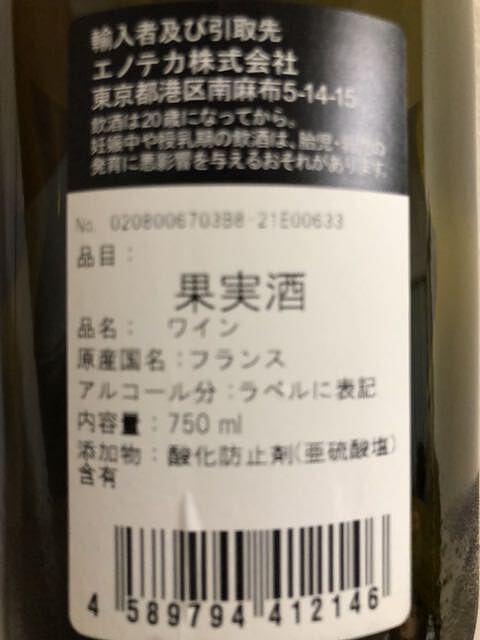 輸入者及び引取先
エノテカ株式会社
東京都港区南麻布5-14-15
飲酒は20歳になってから。
妊娠中や授乳期の飲酒は、胎児・乳児の
発育に悪影響を与えるおそれがあります。
No. 0208006703B8-21E00633
品目：
果実酒
品名： ワイン
原産国名：フランス
アルコール分：ラベルに表記
内容量：750 ml
添加物：酸化防止剤(亜硫酸塩)
含有
4 589794 412146